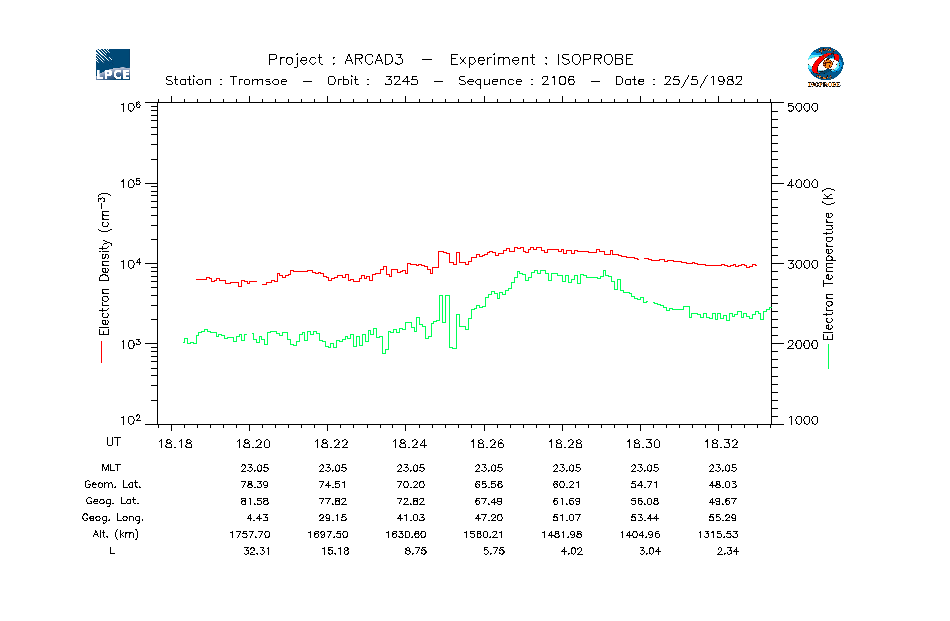 LPCE
Project : ARCAD3 – Experiment : ISOPROBE
ISOPROBE
Station : Tromsoe – Orbit : 3245 – Sequence : 2106 – Date : 25/5/1982
10⁶
10⁵
10⁴
10³
10²
Electron Density (cm⁻³)
5000
4000
3000
2000
1000
Electron Temperature (K)
UT 18.18 18.20 18.22 18.24 18.26 18.28 18.30 18.32
MLT 23.05 23.05 23.05 23.05 23.05 23.05 23.05
Geom. Lat. 78.39 74.51 70.20 65.56 60.21 54.71 48.03
Geog. Lat. 81.58 77.82 72.82 67.49 61.69 56.08 49.67
Geog. Long. 4.43 29.15 41.03 47.20 51.07 53.44 55.29
Alt. (km) 1757.70 1697.50 1630.60 1560.21 1481.98 1404.96 1315.53
L 32.31 15.18 8.75 5.75 4.02 3.04 2.34